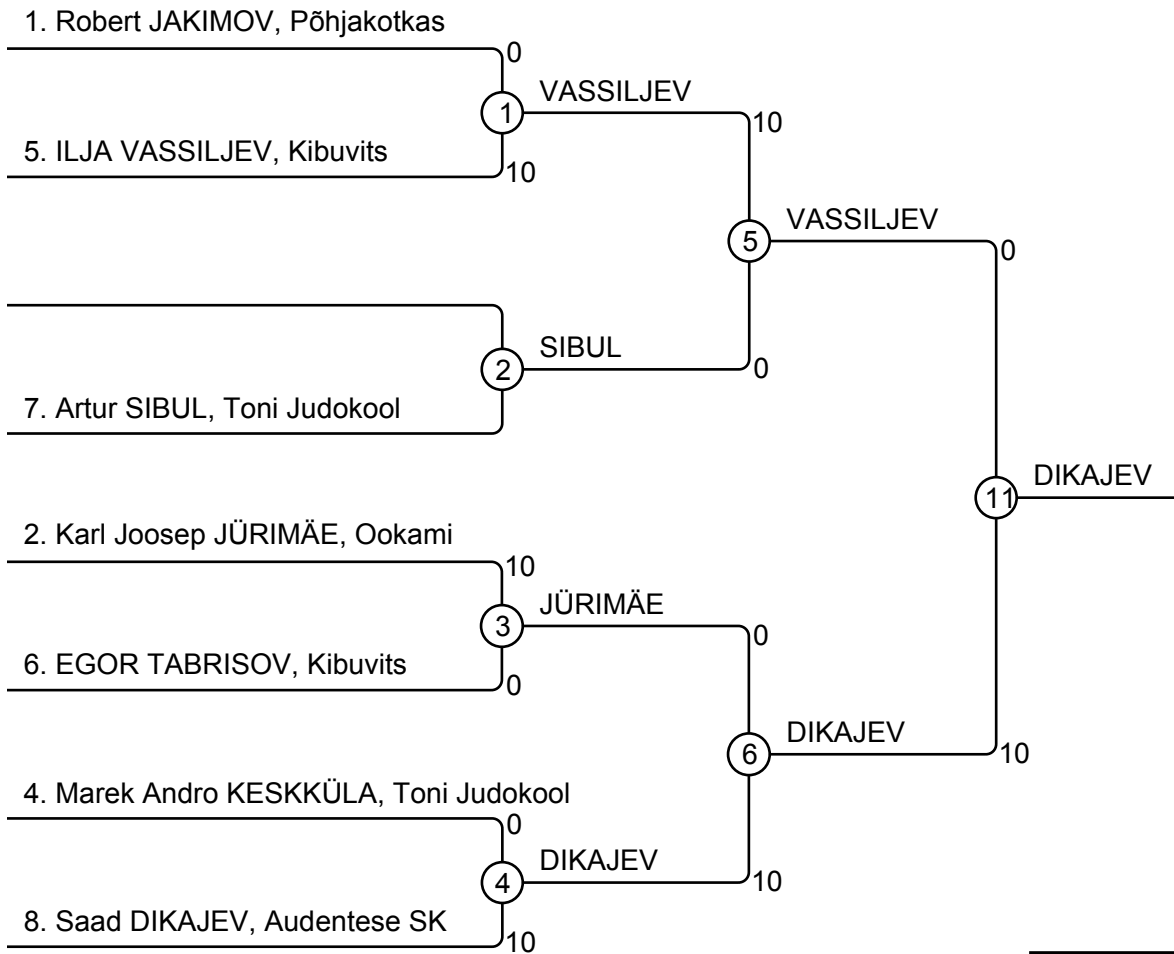 1. Robert JAKIMOV, Põhjakotkas
0
1
VASSILJEV
10
5. ILJA VASSILJEV, Kibuvits
10
5
VASSILJEV
0
2
SIBUL
0
7. Artur SIBUL, Toni Judokool
11
DIKAJEV
2. Karl Joosep JÜRIMÄE, Ookami
10
3
JÜRIMÄE
0
6. EGOR TABRISOV, Kibuvits
0
6
DIKAJEV
10
4. Marek Andro KESKKÜLA, Toni Judokool
0
4
DIKAJEV
10
8. Saad DIKAJEV, Audentese SK
10